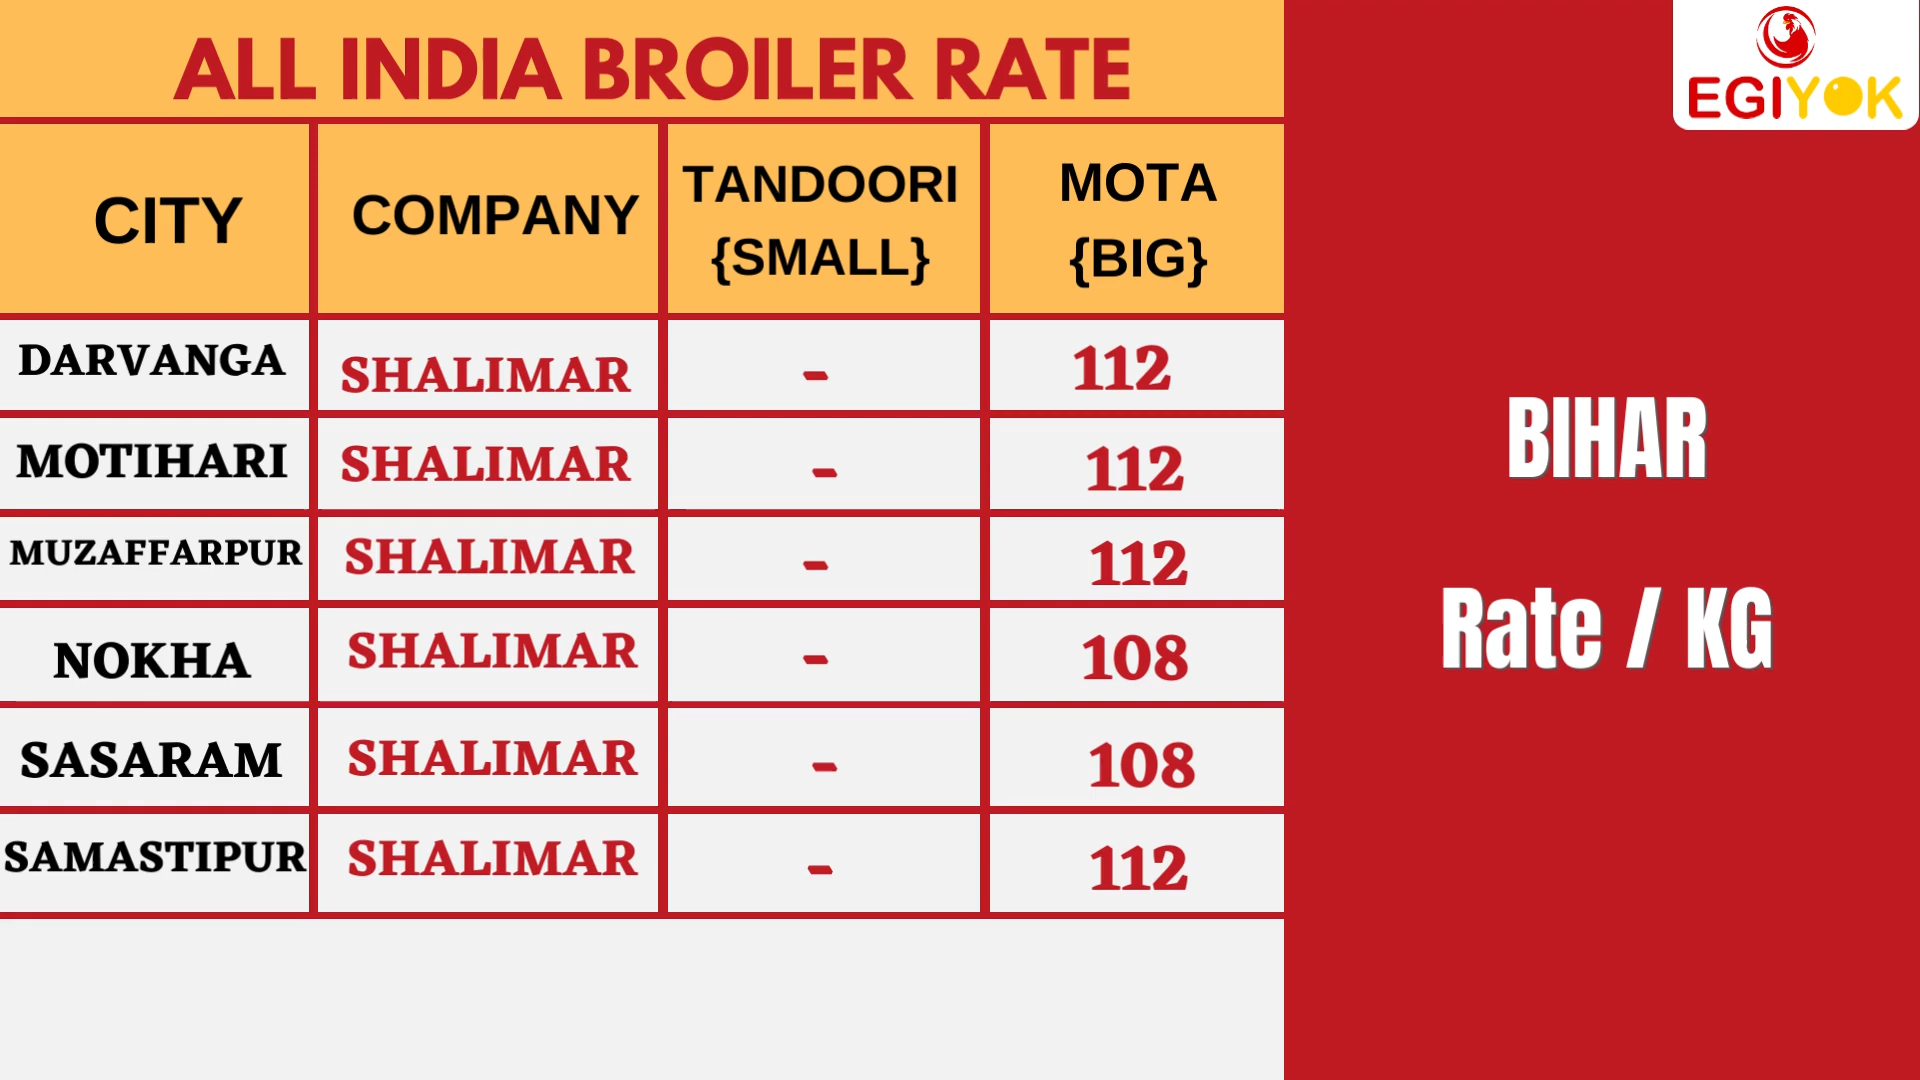 ALL INDIA BROILER RATE
EGIYOK
CITY COMPANY TANDOORI {SMALL} MOTA {BIG}
DARVANGA SHALIMAR - 112
MOTIHARI SHALIMAR - 112
MUZAFFARPUR SHALIMAR - 112
NOKHA SHALIMAR - 108
SASARAM SHALIMAR - 108
SAMASTIPUR SHALIMAR - 112
BIHAR
Rate / KG